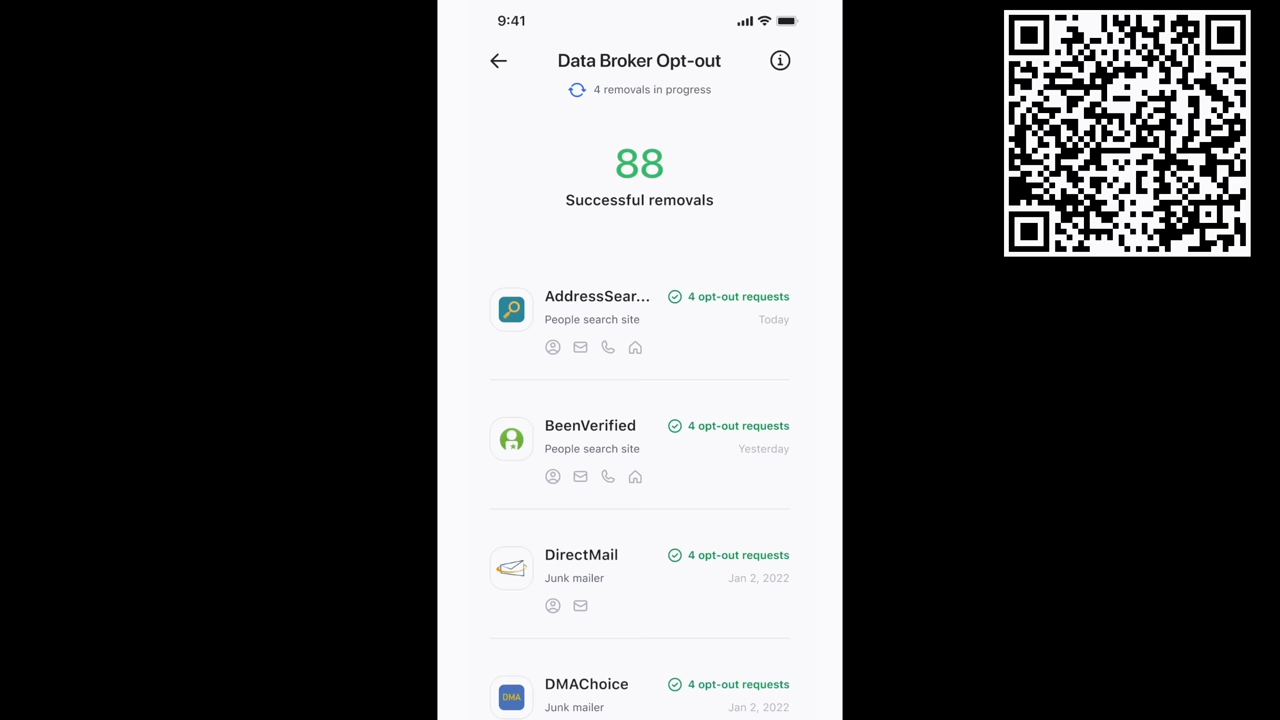 9:41
Data Broker Opt-out
4 removals in progress
88
Successful removals
AddressSear...
4 opt-out requests
People search site
Today
BeenVerified
4 opt-out requests
People search site
Yesterday
DirectMail
4 opt-out requests
Junk mailer
Jan 2, 2022
DMAChoice
4 opt-out requests
DMA
Junk mailer
Jan 2, 2022